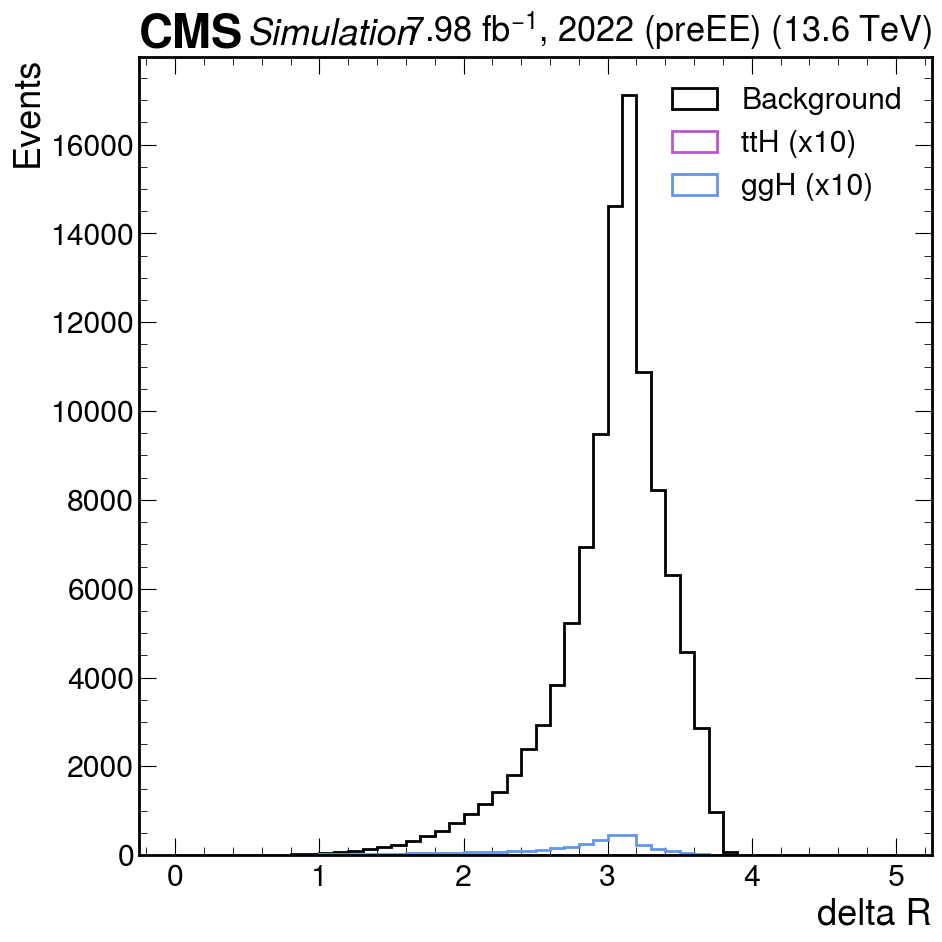 CMS Simulation 7.98 fb⁻¹, 2022 (preEE) (13.6 TeV)
Events
Background
ttH (x10)
ggH (x10)
16000
14000
12000
10000
8000
6000
4000
2000
0
0 1 2 3 4 5
delta R